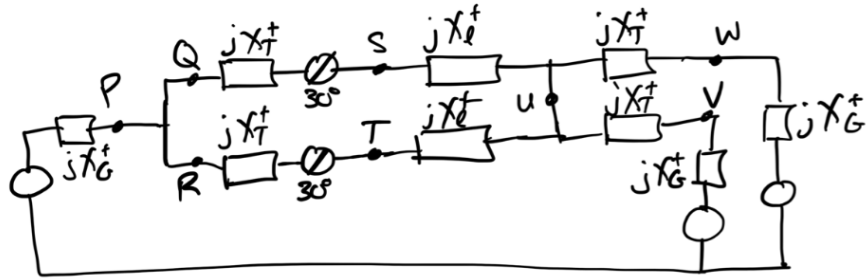 Q jX_T^+ 30° S jX_ℓ^+ jX_T^+ W
P jX_G^+ U V jX_G^+
R jX_T^+ 30° T jX_ℓ^+ jX_T^+
jX_G^+